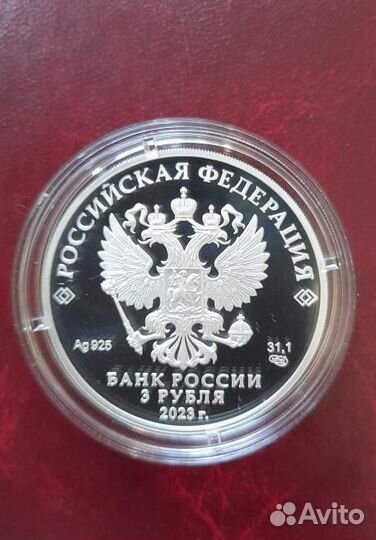 РОССИЙСКАЯ ФЕДЕРАЦИЯ
Ag 925
31,1
БАНК РОССИИ
3 РУБЛЯ
2023 г.
Avito